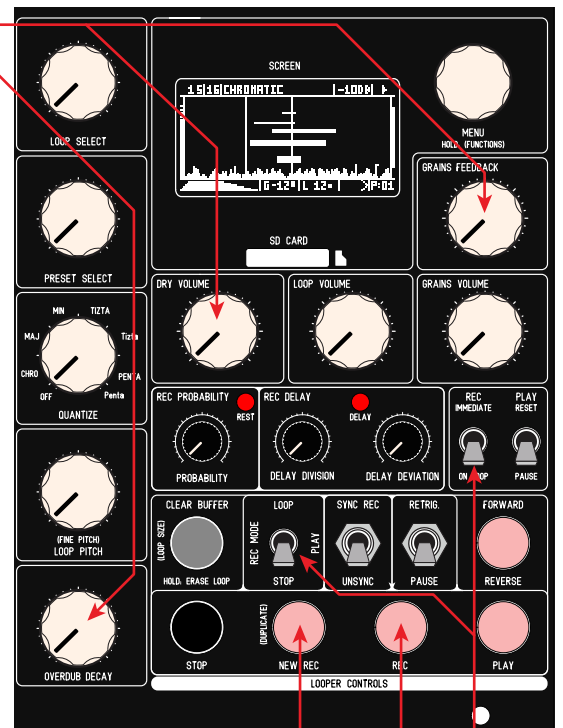 SCREEN
15|16|CHROMATIC
|-100
G-12
L 12
P:01
LOOP SELECT
MENU
HOLD: (FUNCTIONS)
GRAINS FEEDBACK
PRESET SELECT
SD CARD
DRY VOLUME
LOOP VOLUME
GRAINS VOLUME
MIN
TIZTA
MAJ
Tizta
CHRO
PENTA
OFF
Penta
QUANTIZE
REC PROBABILITY
REST
PROBABILITY
REC DELAY
DELAY
DELAY DIVISION
DELAY DEVIATION
REC
IMMEDIATE
PLAY
RESET
PAUSE
(FINE PITCH)
LOOP PITCH
CLEAR BUFFER
(LOOP SIZE)
HOLD: ERASE LOOP
LOOP
REC MODE
PLAY
STOP
SYNC REC
UNSYNC
RETRIG.
PAUSE
FORWARD
REVERSE
OVERDUB DECAY
STOP
(DUPLICATE)
NEW REC
REC
PLAY
LOOPER CONTROLS